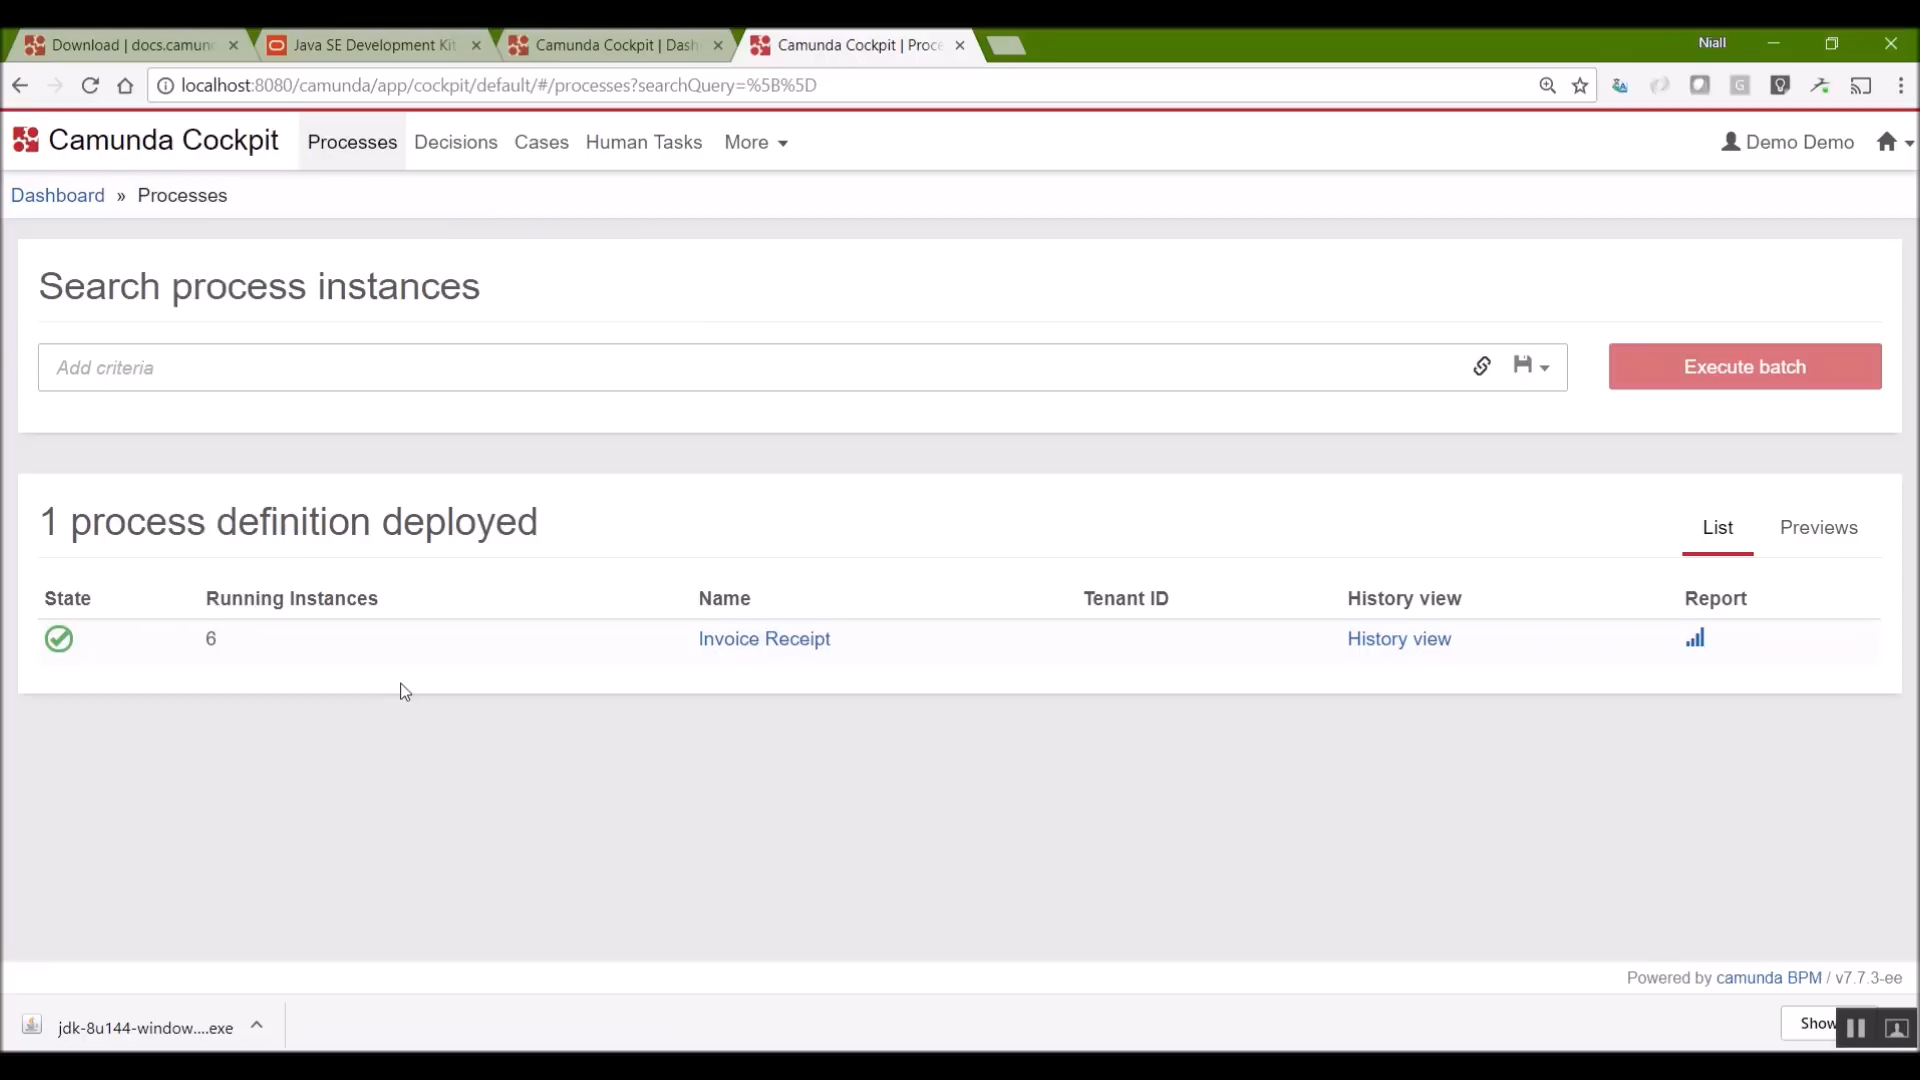 Download | docs.camun
Java SE Development Kit
Camunda Cockpit | Dash
Camunda Cockpit | Proce
Niall
localhost:8080/camunda/app/cockpit/default/#/processes?searchQuery=%5B%5D
Camunda Cockpit
Processes
Decisions
Cases
Human Tasks
More
Demo Demo
Dashboard » Processes
Search process instances
Add criteria
Execute batch
1 process definition deployed
List
Previews
State
Running Instances
Name
Tenant ID
History view
Report
6
Invoice Receipt
History view
Powered by camunda BPM / v7.7.3-ee
jdk-8u144-window....exe
Show